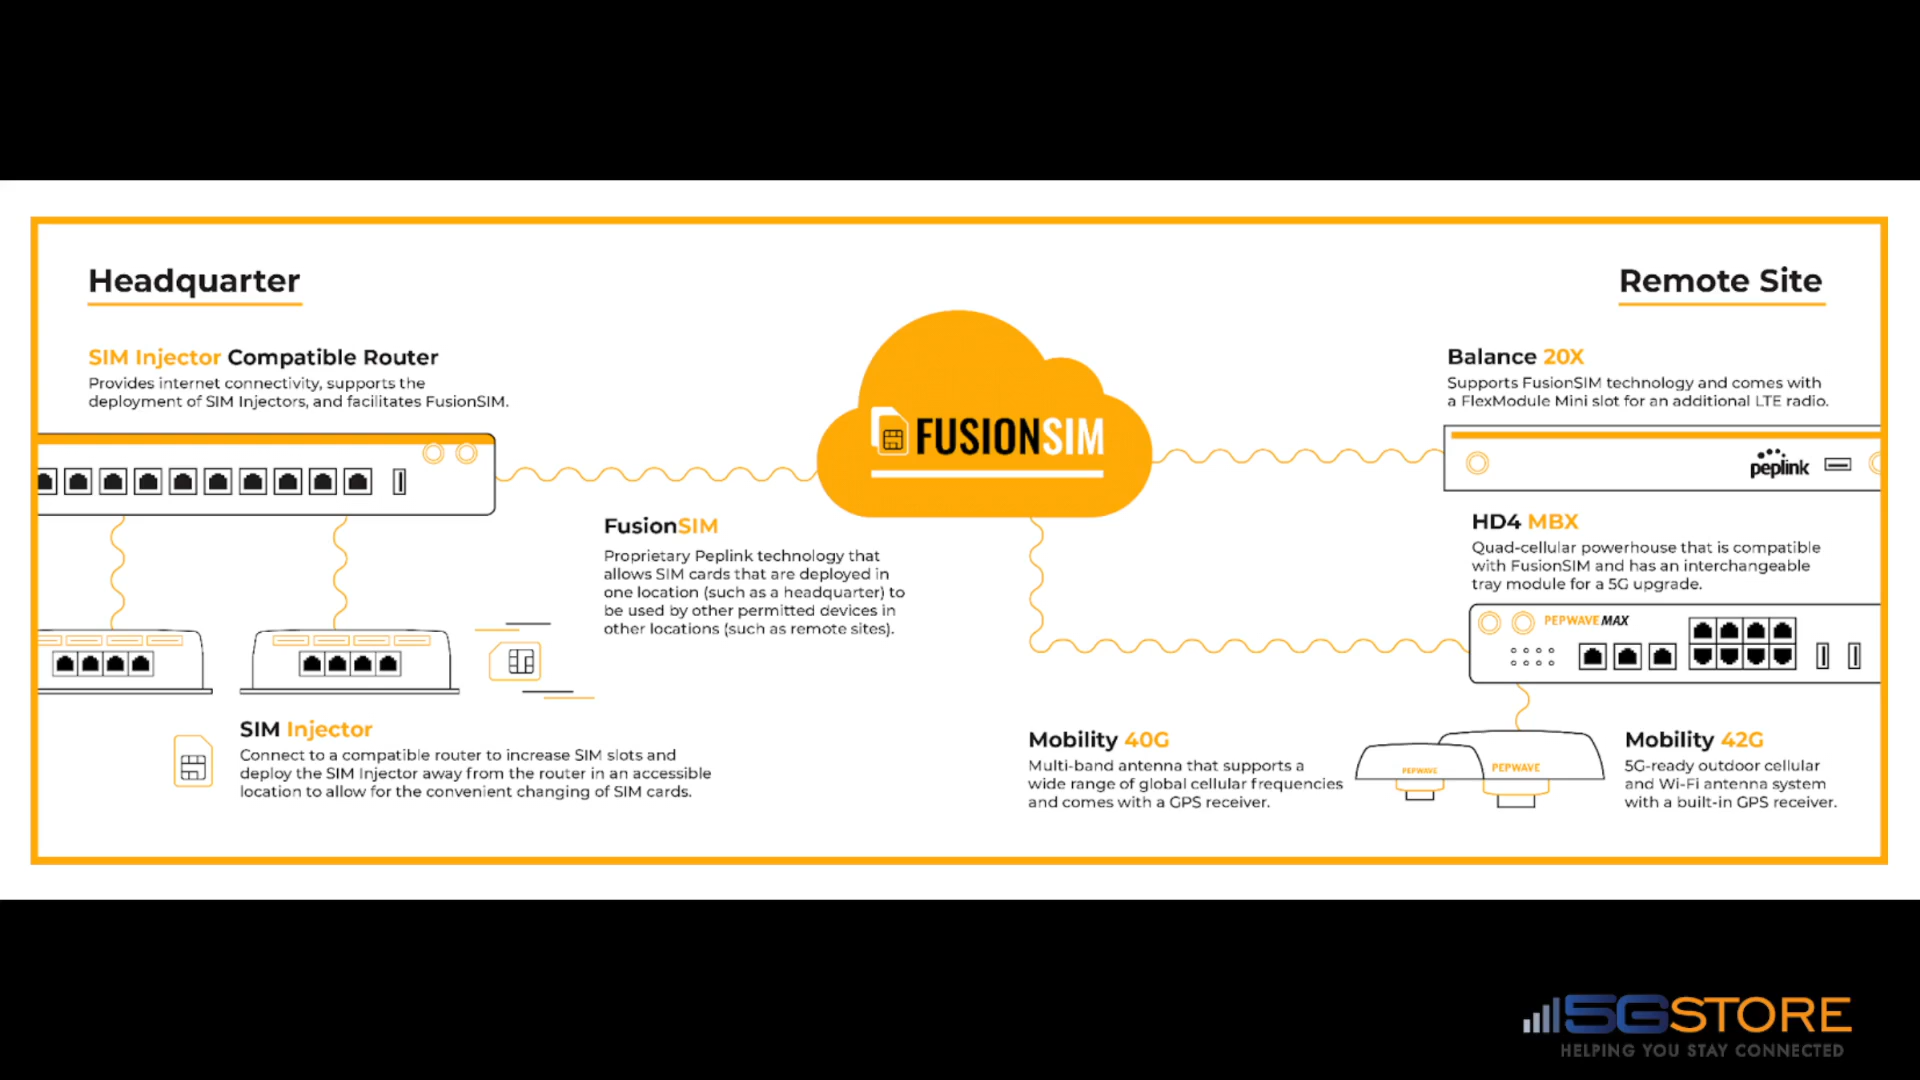 Headquarter
Remote Site
SIM Injector Compatible Router
Provides internet connectivity, supports the
deployment of SIM Injectors, and facilitates FusionSIM.
FUSIONSIM
Balance 20X
Supports FusionSIM technology and comes with
a FlexModule Mini slot for an additional LTE radio.
peplink
FusionSIM
Proprietary Peplink technology that
allows SIM cards that are deployed in
one location (such as a headquarter) to
be used by other permitted devices in
other locations (such as remote sites).
HD4 MBX
Quad-cellular powerhouse that is compatible
with FusionSIM and has an interchangeable
tray module for a 5G upgrade.
PEPWAVE MAX
SIM Injector
Connect to a compatible router to increase SIM slots and
deploy the SIM Injector away from the router in an accessible
location to allow for the convenient changing of SIM cards.
Mobility 40G
Multi-band antenna that supports a
wide range of global cellular frequencies
and comes with a GPS receiver.
PEPWAVE
PEPWAVE
Mobility 42G
5G-ready outdoor cellular
and Wi-Fi antenna system
with a built-in GPS receiver.
5GSTORE
HELPING YOU STAY CONNECTED